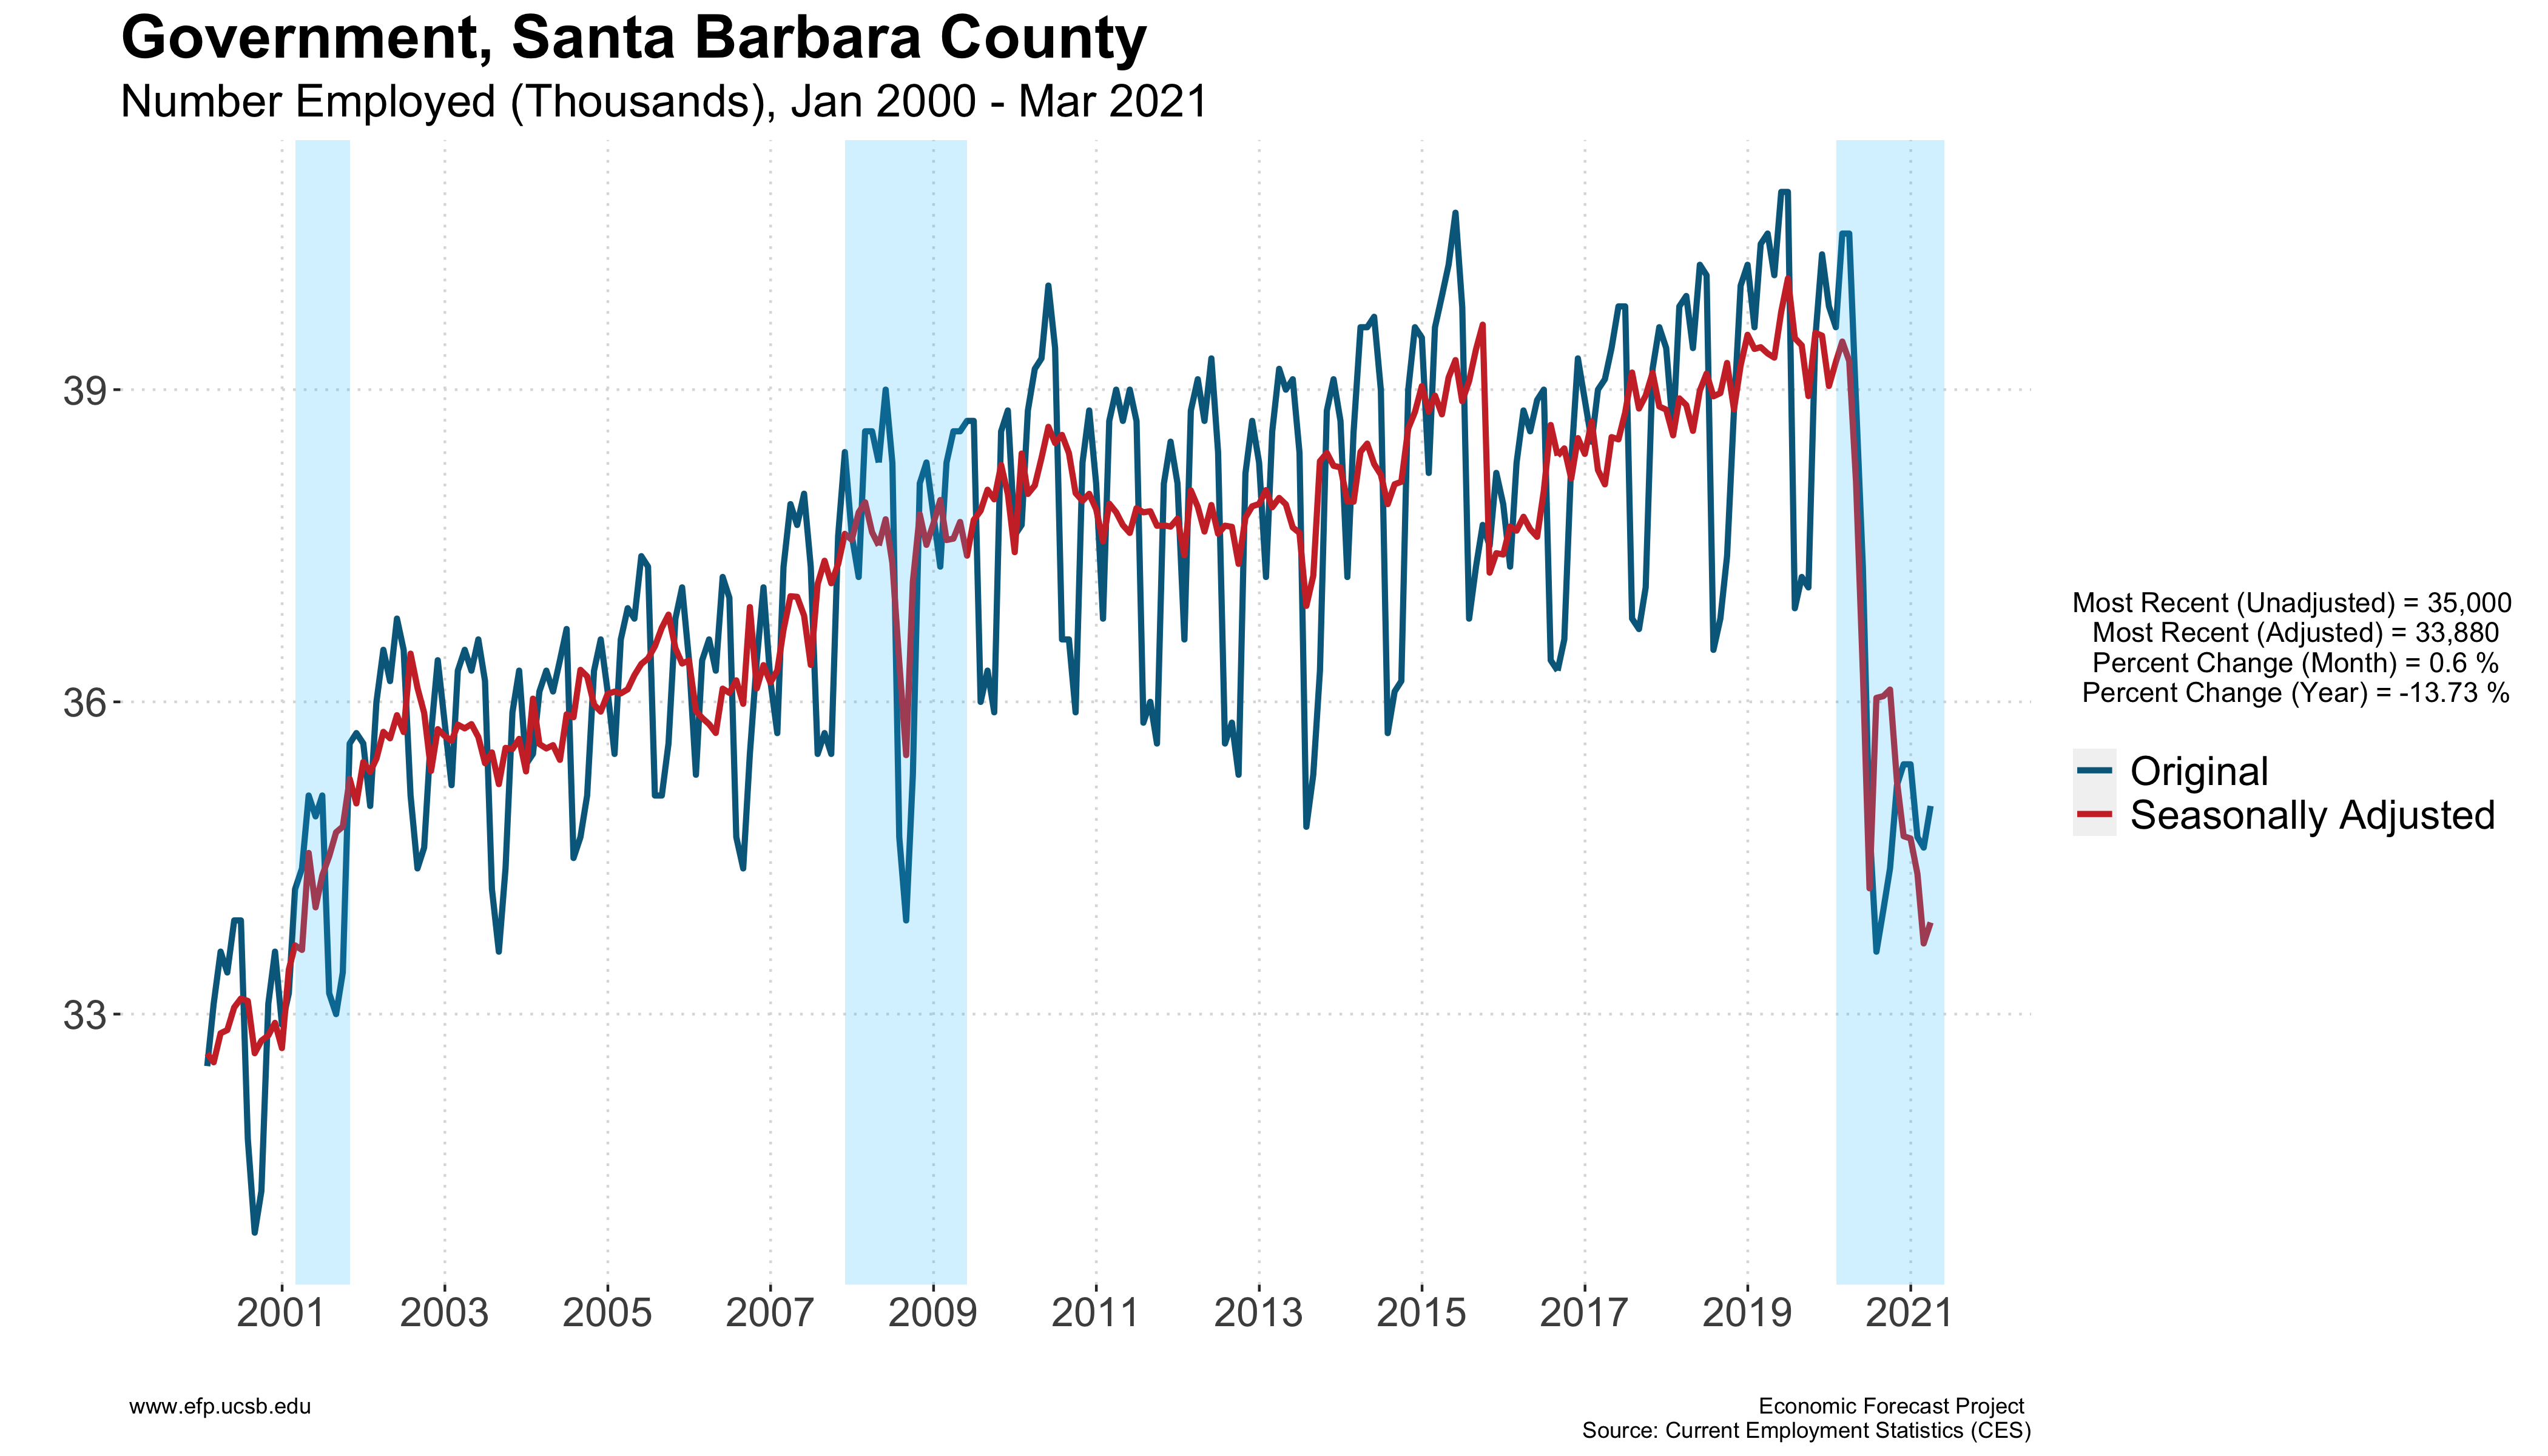 Government, Santa Barbara County
Number Employed (Thousands), Jan 2000 - Mar 2021
39
36
33
2001 2003 2005 2007 2009 2011 2013 2015 2017 2019 2021
Most Recent (Unadjusted) = 35,000
Most Recent (Adjusted) = 33,880
Percent Change (Month) = 0.6 %
Percent Change (Year) = -13.73 %
Original
Seasonally Adjusted
www.efp.ucsb.edu
Economic Forecast Project
Source: Current Employment Statistics (CES)